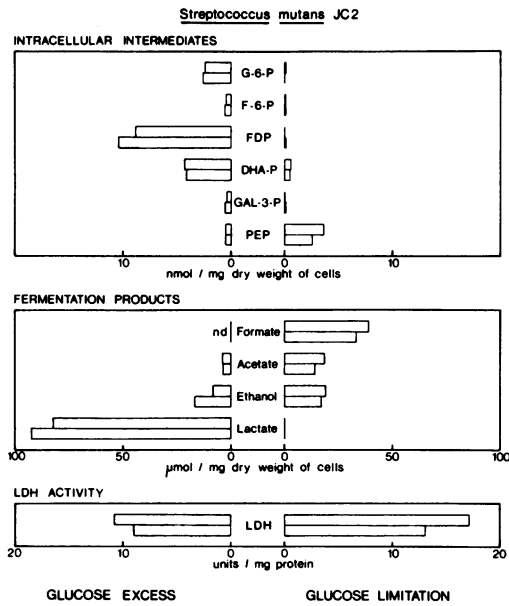 Streptococcus mutans JC2
INTRACELLULAR INTERMEDIATES
G-6-P
F-6-P
FDP
DHA-P
GAL-3-P
PEP
10 0 0 10
nmol / mg dry weight of cells
FERMENTATION PRODUCTS
nd Formate
Acetate
Ethanol
Lactate
100 50 0 0 50 100
µmol / mg dry weight of cells
LDH ACTIVITY
LDH
20 10 0 0 10 20
units / mg protein
GLUCOSE EXCESS GLUCOSE LIMITATION